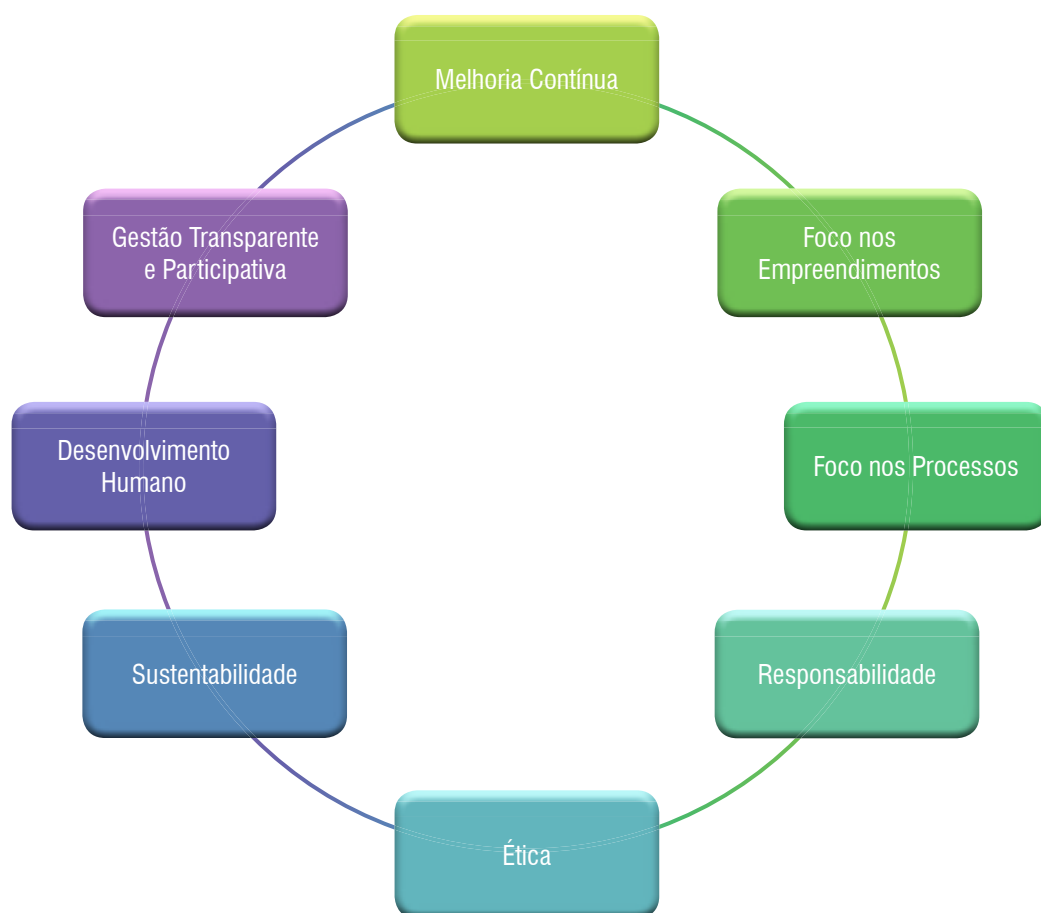 Melhoria Contínua
Foco nos
Empreendimentos
Foco nos Processos
Responsabilidade
Ética
Sustentabilidade
Desenvolvimento
Humano
Gestão Transparente
e Participativa